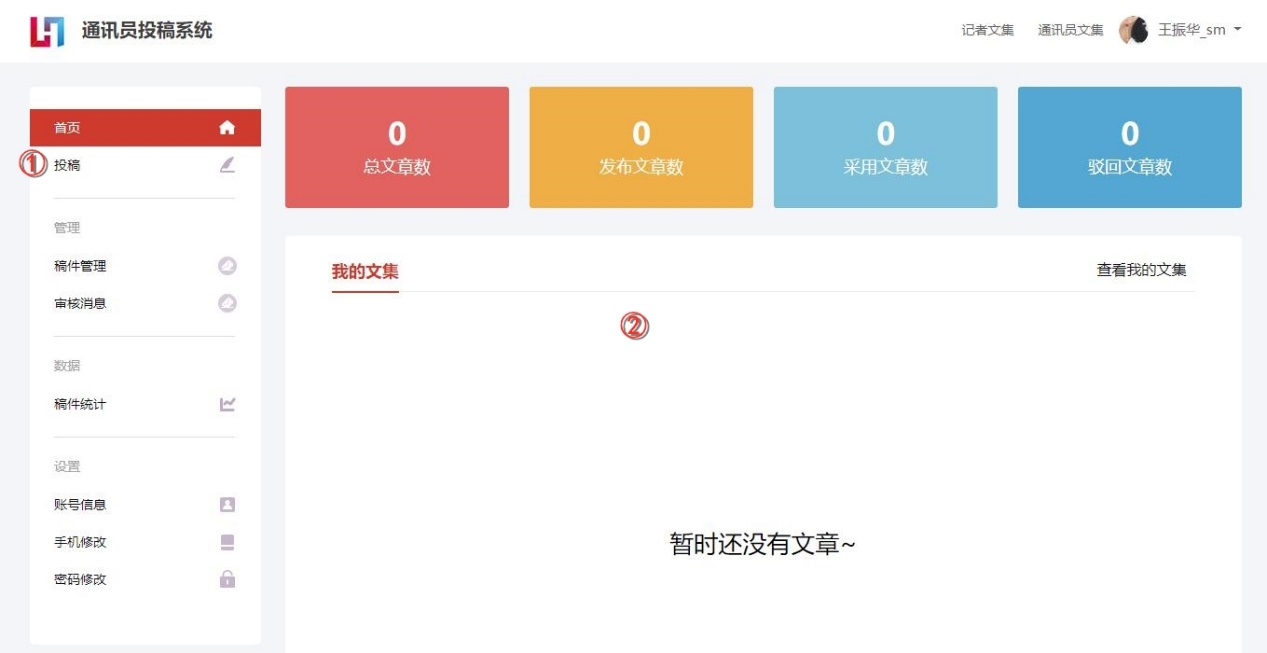 通讯员投稿系统
记者文集 通讯员文集 王振华_sm
首页
① 投稿
管理
稿件管理
审核消息
数据
稿件统计
设置
账号信息
手机修改
密码修改
0
总文章数
0
发布文章数
0
采用文章数
0
驳回文章数
我的文集 查看我的文集
②
暂时还没有文章~